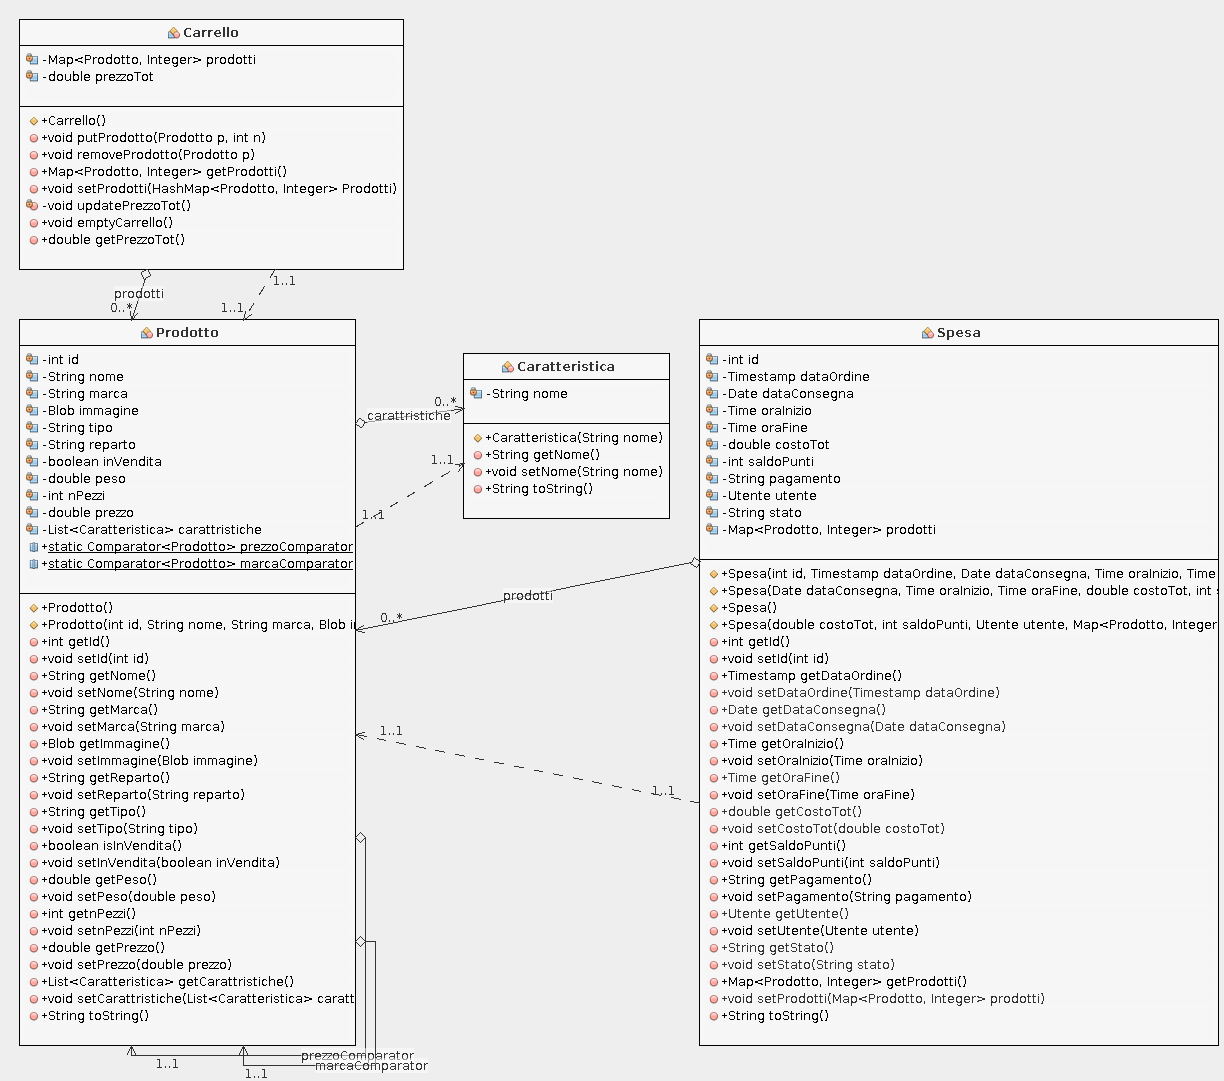 Carrello
-Map<Prodotto, Integer> prodotti
-double prezzoTot
+Carrello()
+void putProdotto(Prodotto p, int n)
+void removeProdotto(Prodotto p)
+Map<Prodotto, Integer> getProdotti()
+void setProdotti(HashMap<Prodotto, Integer> Prodotti)
-void updatePrezzoTot()
+void emptyCarrello()
+double getPrezzoTot()
1..1
prodotti
0..*
1..1
Prodotto
-int id
-String nome
-String marca
-Blob immagine
-String tipo
-String reparto
-boolean inVendita
-double peso
-int nPezzi
-double prezzo
-List<Caratteristica> carattristiche
+static Comparator<Prodotto> prezzoComparator
+static Comparator<Prodotto> marcaComparator
+Prodotto()
+Prodotto(int id, String nome, String marca, Blob i
+int getId()
+void setId(int id)
+String getNome()
+void setNome(String nome)
+String getMarca()
+void setMarca(String marca)
+Blob getImmagine()
+void setImmagine(Blob immagine)
+String getReparto()
+void setReparto(String reparto)
+String getTipo()
+void setTipo(String tipo)
+boolean isInVendita()
+void setInVendita(boolean inVendita)
+double getPeso()
+void setPeso(double peso)
+int getnPezzi()
+void setnPezzi(int nPezzi)
+double getPrezzo()
+void setPrezzo(double prezzo)
+List<Caratteristica> getCarattristiche()
+void setCarattristiche(List<Caratteristica> caratt
+String toString()
0..*
carattristiche
1..1
1..1
Caratteristica
-String nome
+Caratteristica(String nome)
+String getNome()
+void setNome(String nome)
+String toString()
prodotti
0..*
1..1
1..1
Spesa
-int id
-Timestamp dataOrdine
-Date dataConsegna
-Time oraInizio
-Time oraFine
-double costoTot
-int saldoPunti
-String pagamento
-Utente utente
-String stato
-Map<Prodotto, Integer> prodotti
+Spesa(int id, Timestamp dataOrdine, Date dataConsegna, Time oraInizio, Time
+Spesa(Date dataConsegna, Time oraInizio, Time oraFine, double costoTot, int s
+Spesa()
+Spesa(double costoTot, int saldoPunti, Utente utente, Map<Prodotto, Integer
+int getId()
+void setId(int id)
+Timestamp getDataOrdine()
+void setDataOrdine(Timestamp dataOrdine)
+Date getDataConsegna()
+void setDataConsegna(Date dataConsegna)
+Time getOraInizio()
+void setOraInizio(Time oraInizio)
+Time getOraFine()
+void setOraFine(Time oraFine)
+double getCostoTot()
+void setCostoTot(double costoTot)
+int getSaldoPunti()
+void setSaldoPunti(int saldoPunti)
+String getPagamento()
+void setPagamento(String pagamento)
+Utente getUtente()
+void setUtente(Utente utente)
+String getStato()
+void setStato(String stato)
+Map<Prodotto, Integer> getProdotti()
+void setProdotti(Map<Prodotto, Integer> prodotti)
+String toString()
prezzoComparator
1..1
marcaComparator
1..1